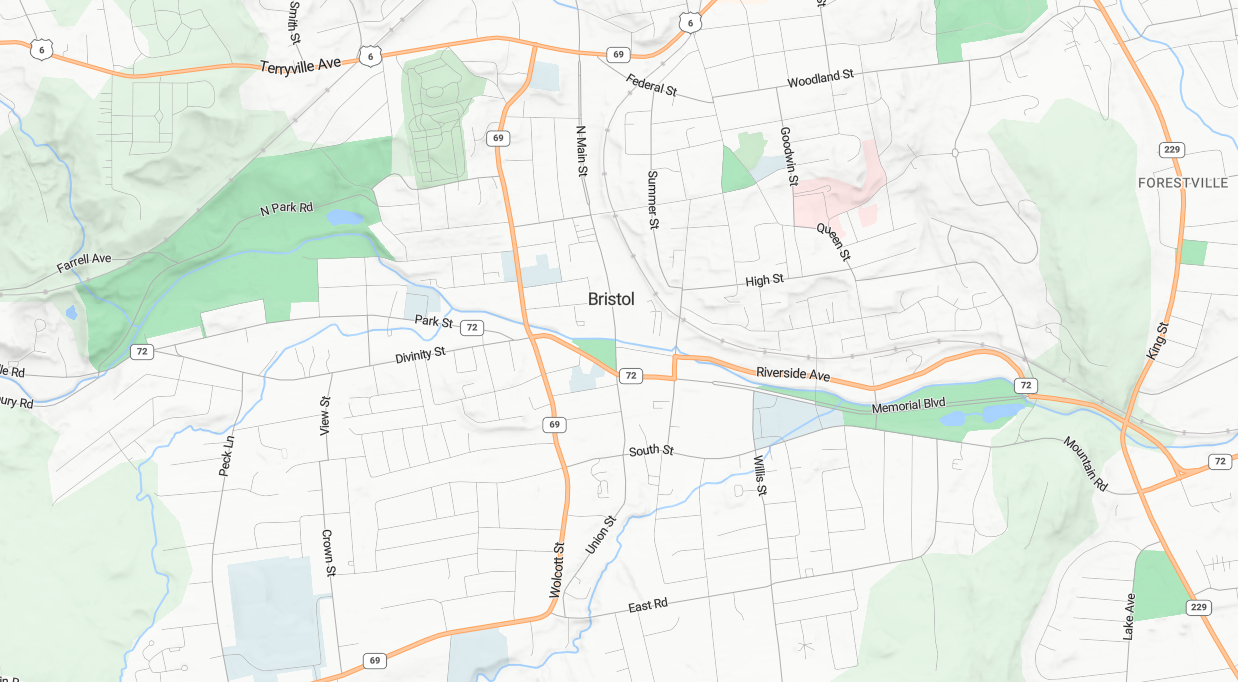 Smith St
6
6
6
69
Terryville Ave
Federal St
Woodland St
St
69
N Main St
Goodwin St
229
FORESTVILLE
Summer St
N Park Rd
Queen St
Farrell Ave
High St
Bristol
Park St
72
72
Divinity St
King St
72
Riverside Ave
72
Memorial Blvd
View St
69
Peck Ln
South St
Mountain Rd
72
Willis St
Crown St
Union St
Wolcott St
East Rd
Lake Ave
229
69